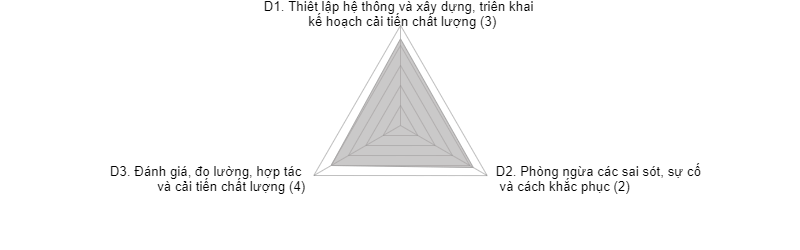 D1. Thiết lập hệ thống và xây dựng, triển khai
kế hoạch cải tiến chất lượng (3)
D3. Đánh giá, đo lường, hợp tác
và cải tiến chất lượng (4)
D2. Phòng ngừa các sai sót, sự cố
và cách khắc phục (2)